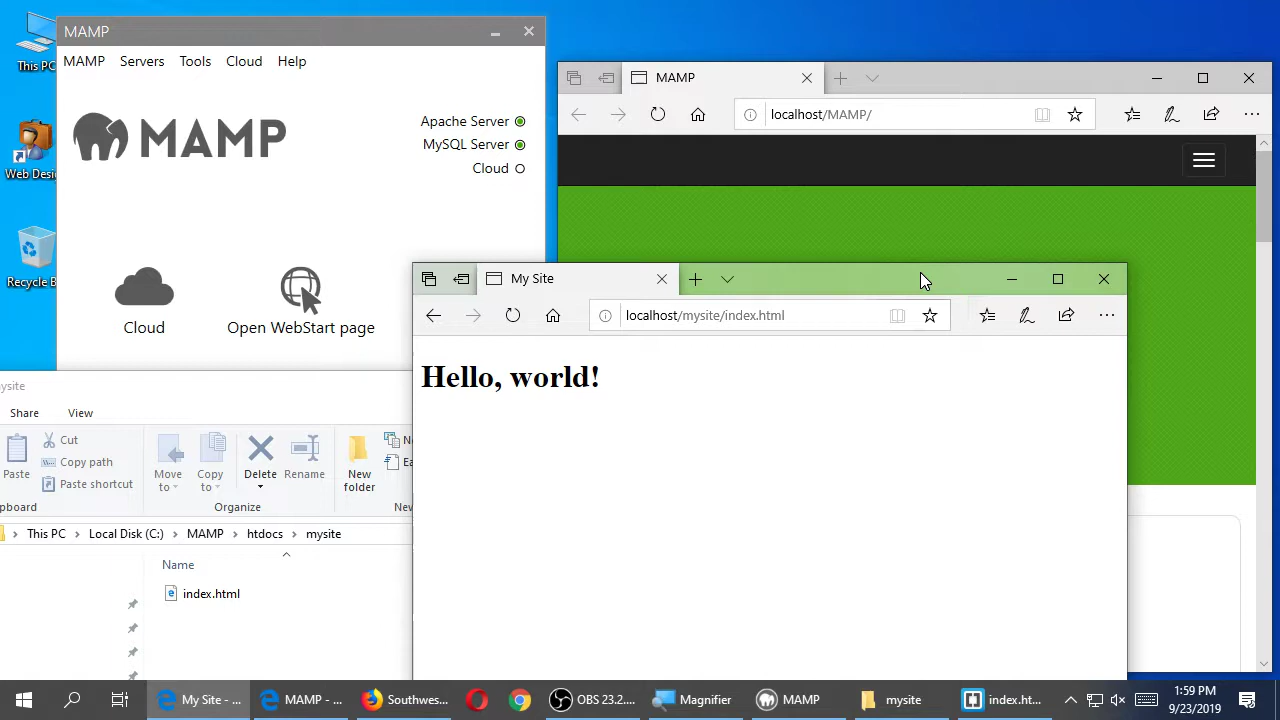 This PC
Web Desig
Recycle B
MAMP
MAMP Servers Tools Cloud Help
MAMP
Apache Server
MySQL Server
Cloud
Cloud
Open WebStart page
MAMP
localhost/MAMP/
My Site
localhost/mysite/index.html
Hello, world!
mysite
Share View
Paste
Cut
Copy path
Paste shortcut
Move to
Copy to
Delete
Rename
New folder
Organize
This PC > Local Disk (C:) > MAMP > htdocs > mysite
Name
index.html
My Site - ...
MAMP - ...
Southwes...
OBS 23.2....
Magnifier
MAMP
mysite
index.ht...
1:59 PM
9/23/2019